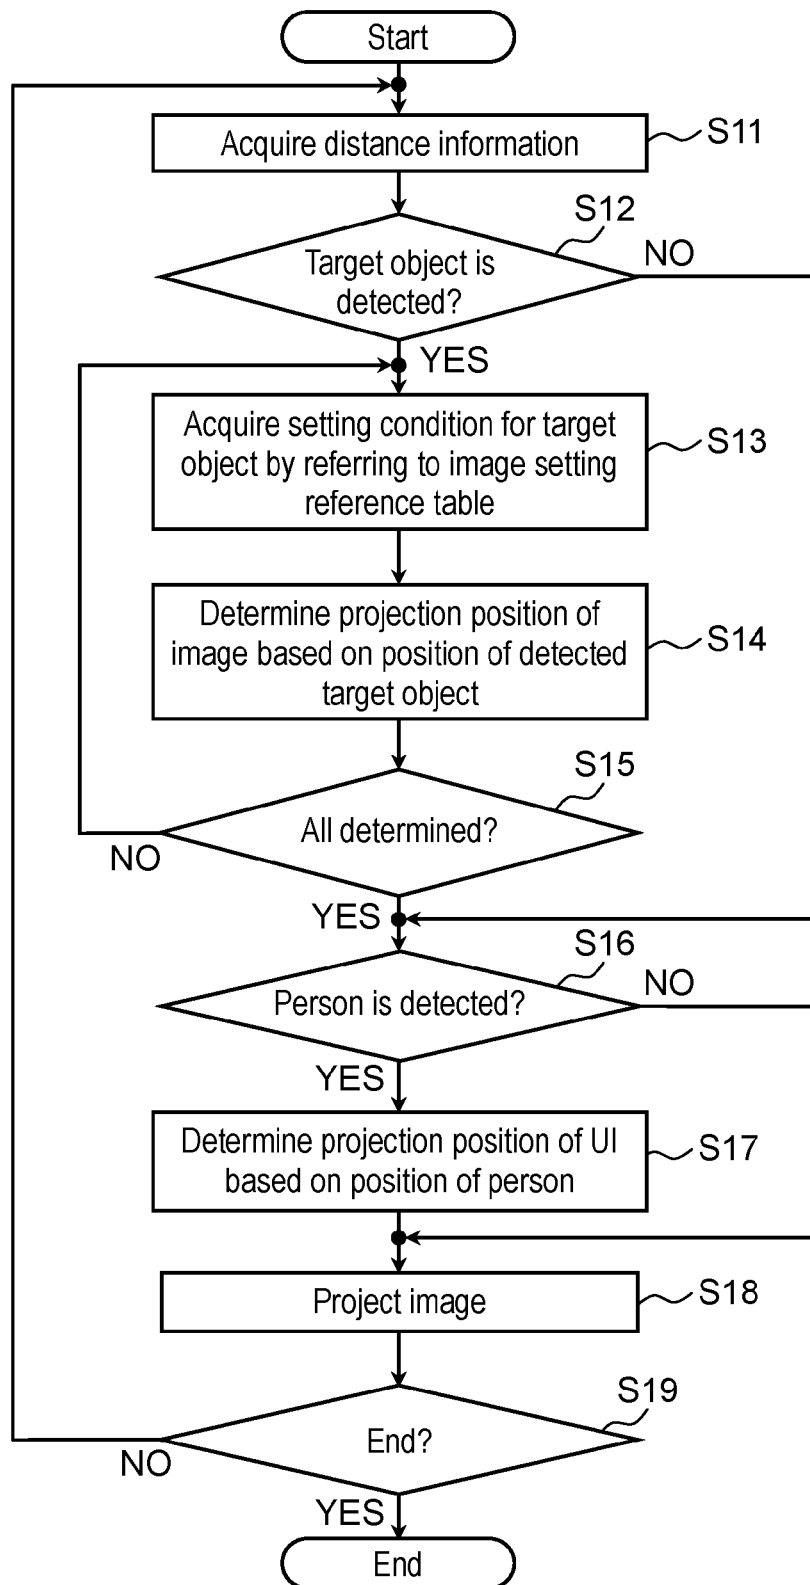 Start
Acquire distance information
S11
S12
Target object is
detected?
NO
YES
Acquire setting condition for target
object by referring to image setting
reference table
S13
Determine projection position of
image based on position of detected
target object
S14
S15
All determined?
NO
YES
S16
Person is detected?
NO
YES
Determine projection position of UI
based on position of person
S17
Project image
S18
S19
End?
NO
YES
End